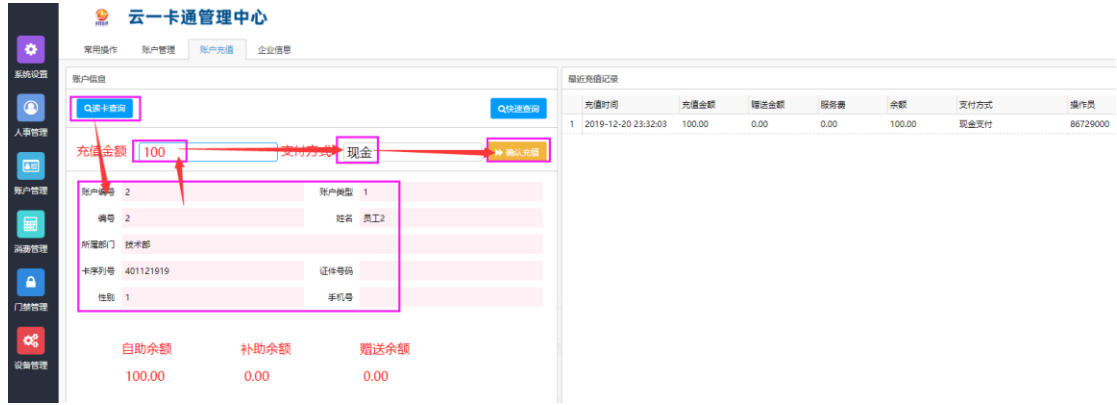 云一卡通管理中心
常用操作 账户管理 账户充值 企业信息
系统设置
人事管理
账户管理
消费管理
门禁管理
设备管理
账户信息
读卡查询 快速查询
充值金额 100 支付方式 现金 确认充值
账户编号 2 账户类型 1
编号 2 姓名 员工2
所属部门 技术部
卡序列号 401121919 证件号码
性别 1 手机号
自助余额 补助余额 赠送余额
100.00 0.00 0.00
最近充值记录
充值时间 充值金额 赠送金额 服务费 余额 支付方式 操作员
1 2019-12-20 23:32:03 100.00 0.00 0.00 100.00 现金支付 86729000